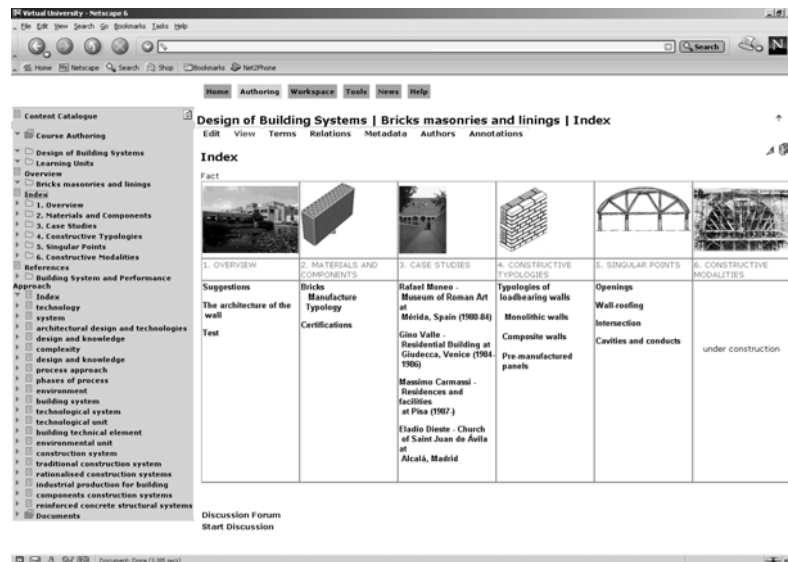 Virtual University - Netscape 6
File Edit View Search Go Bookmarks Tasks Help
Search
N
Home Netscape Search Shop Bookmarks Net2Phone
Home Authoring Workspace Tools News Help
Content Catalogue
Course Authoring
Design of Building Systems
Learning Units
Overview
Bricks masonries and linings
Index
1. Overview
2. Materials and Components
3. Case Studies
4. Constructive Typologies
5. Singular Points
6. Constructive Modalities
References
Building System and Performance
Approach
Index
technology
system
architectural design and technologies
design and knowledge
complexity
design and knowledge
process approach
phases of process
environment
building system
technological system
technological unit
building technical element
environmental unit
construction system
traditional construction system
rationalised construction systems
industrial production for building
components construction systems
reinforced concrete structural systems
Documents
Design of Building Systems | Bricks masonries and linings | Index
Edit View Terms Relations Metadata Authors Annotations
Index
Fact
1. OVERVIEW
Suggestions
The architecture of the
wall
Test
2. MATERIALS AND
COMPONENTS
Bricks
Manufacture
Typology
Certifications
3. CASE STUDIES
Rafael Moneo -
Museum of Roman Art
at
Mérida, Spain (1980-84)
Gino Valle -
Residential Building at
Giudecca, Venice (1984-
1986)
Massimo Carmassi -
Residences and
facilities
at Pisa (1987-)
Eladio Dieste - Church
of Saint Juan de Ávila
at
Alcalá, Madrid
4. CONSTRUCTIVE
TYPOLOGIES
Typologies of
loadbearing walls
Monolithic walls
Composite walls
Pre-manufactured
panels
5. SINGULAR POINTS
Openings
Wall-roofing
Intersection
Cavities and conducts
6. CONSTRUCTIVE
MODALITIES
under construction
Discussion Forum
Start Discussion
Document: Done